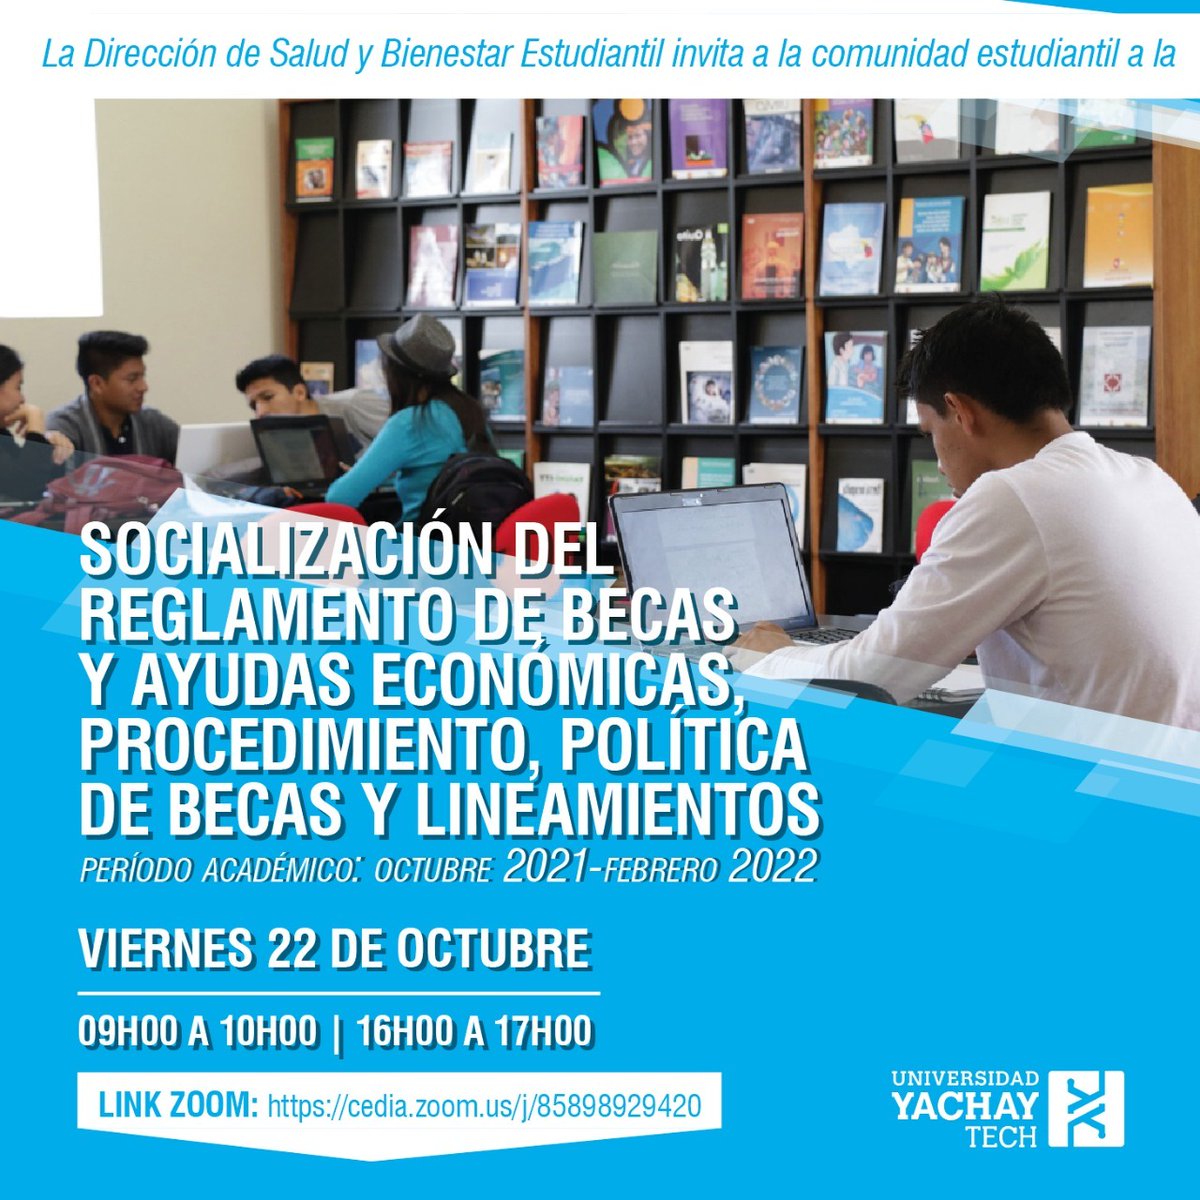 La Dirección de Salud y Bienestar Estudiantil invita a la comunidad estudiantil a la
SOCIALIZACIÓN DEL
REGLAMENTO DE BECAS
Y AYUDAS ECONÓMICAS,
PROCEDIMIENTO, POLÍTICA
DE BECAS Y LINEAMIENTOS
PERÍODO ACADÉMICO: OCTUBRE 2021-FEBRERO 2022
VIERNES 22 DE OCTUBRE
09H00 A 10H00 | 16H00 A 17H00
LINK ZOOM: https://cedia.zoom.us/j/85898929420
UNIVERSIDAD
YACHAY
TECH